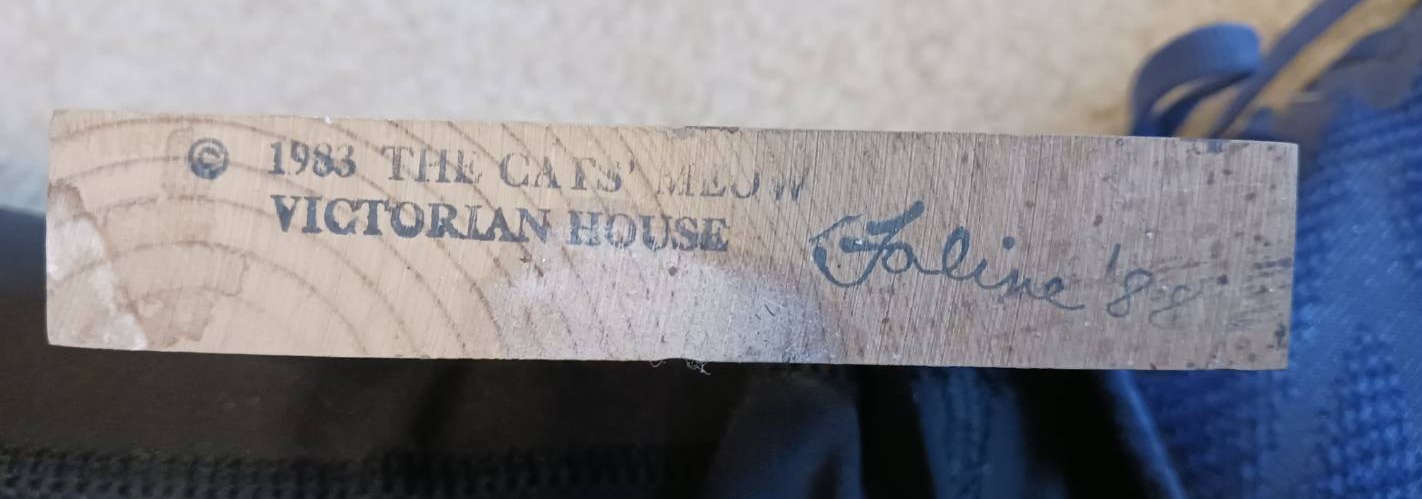 © 1983 THE CATS' MEOW
VICTORIAN HOUSE
Faline '88